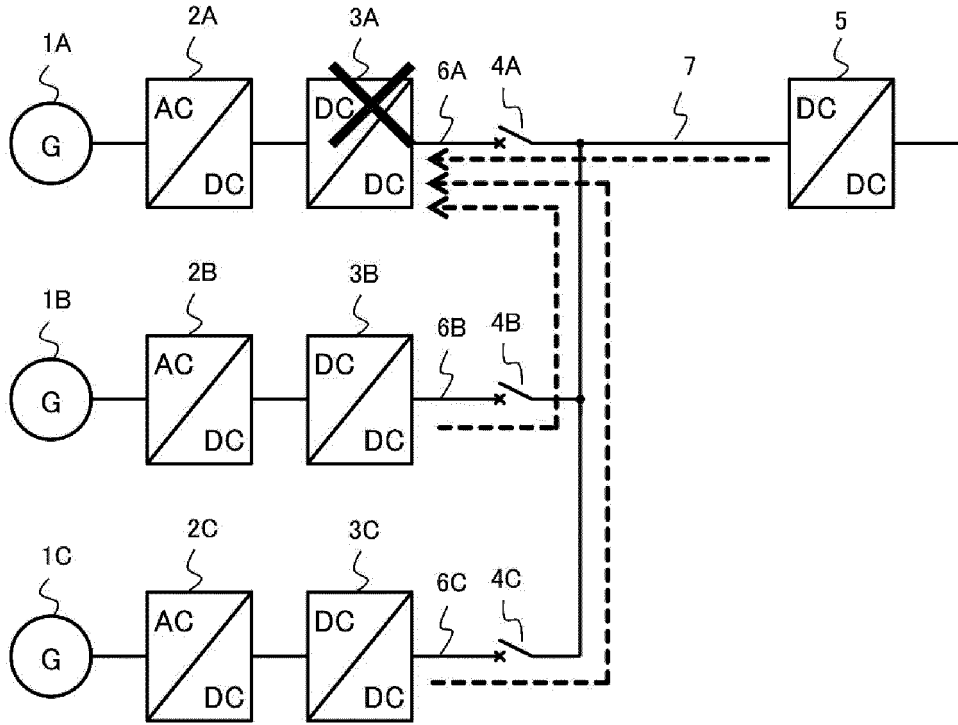 1A 2A 3A 6A 4A 7 5
G AC DC DC DC DC DC
1B 2B 3B 6B 4B
G AC DC DC DC
1C 2C 3C 6C 4C
G AC DC DC DC